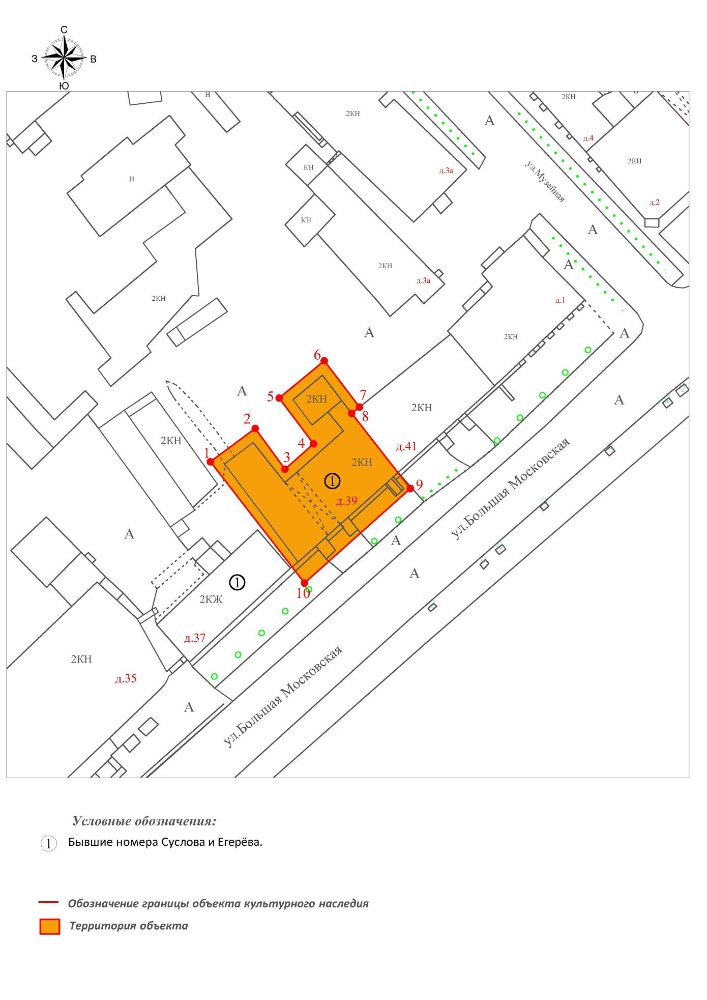 С
З
В
Ю
Н
2КН
2КН
А
д.4
2КН
КН
д.3а
ул.Музейная
Н
д.2
КН
А
2КН
А
д.3а
2КН
д.1
А
2КН
А
6
А
5
2КН
7
А
2КН
8
2
2КН
4
д.41
1
3
2КН
1
9
д.39
ул.Большая Московская
А
А
А
1
10
2КЖ
д.37
2КН
д.35
А
ул.Большая Московская
Условные обозначения:
1 Бывшие номера Суслова и Егерёва.
Обозначение границы объекта культурного наследия
Территория объекта